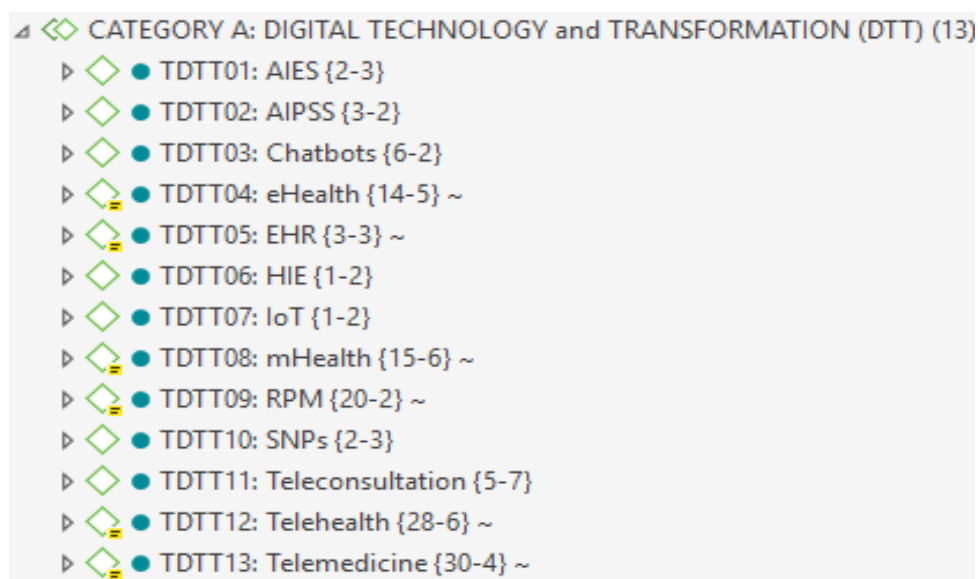 CATEGORY A: DIGITAL TECHNOLOGY and TRANSFORMATION (DTT) (13)
TDTT01: AIES {2-3}
TDTT02: AIPSS {3-2}
TDTT03: Chatbots {6-2}
TDTT04: eHealth {14-5} ~
TDTT05: EHR {3-3} ~
TDTT06: HIE {1-2}
TDTT07: IoT {1-2}
TDTT08: mHealth {15-6} ~
TDTT09: RPM {20-2} ~
TDTT10: SNPs {2-3}
TDTT11: Teleconsultation {5-7}
TDTT12: Telehealth {28-6} ~
TDTT13: Telemedicine {30-4} ~